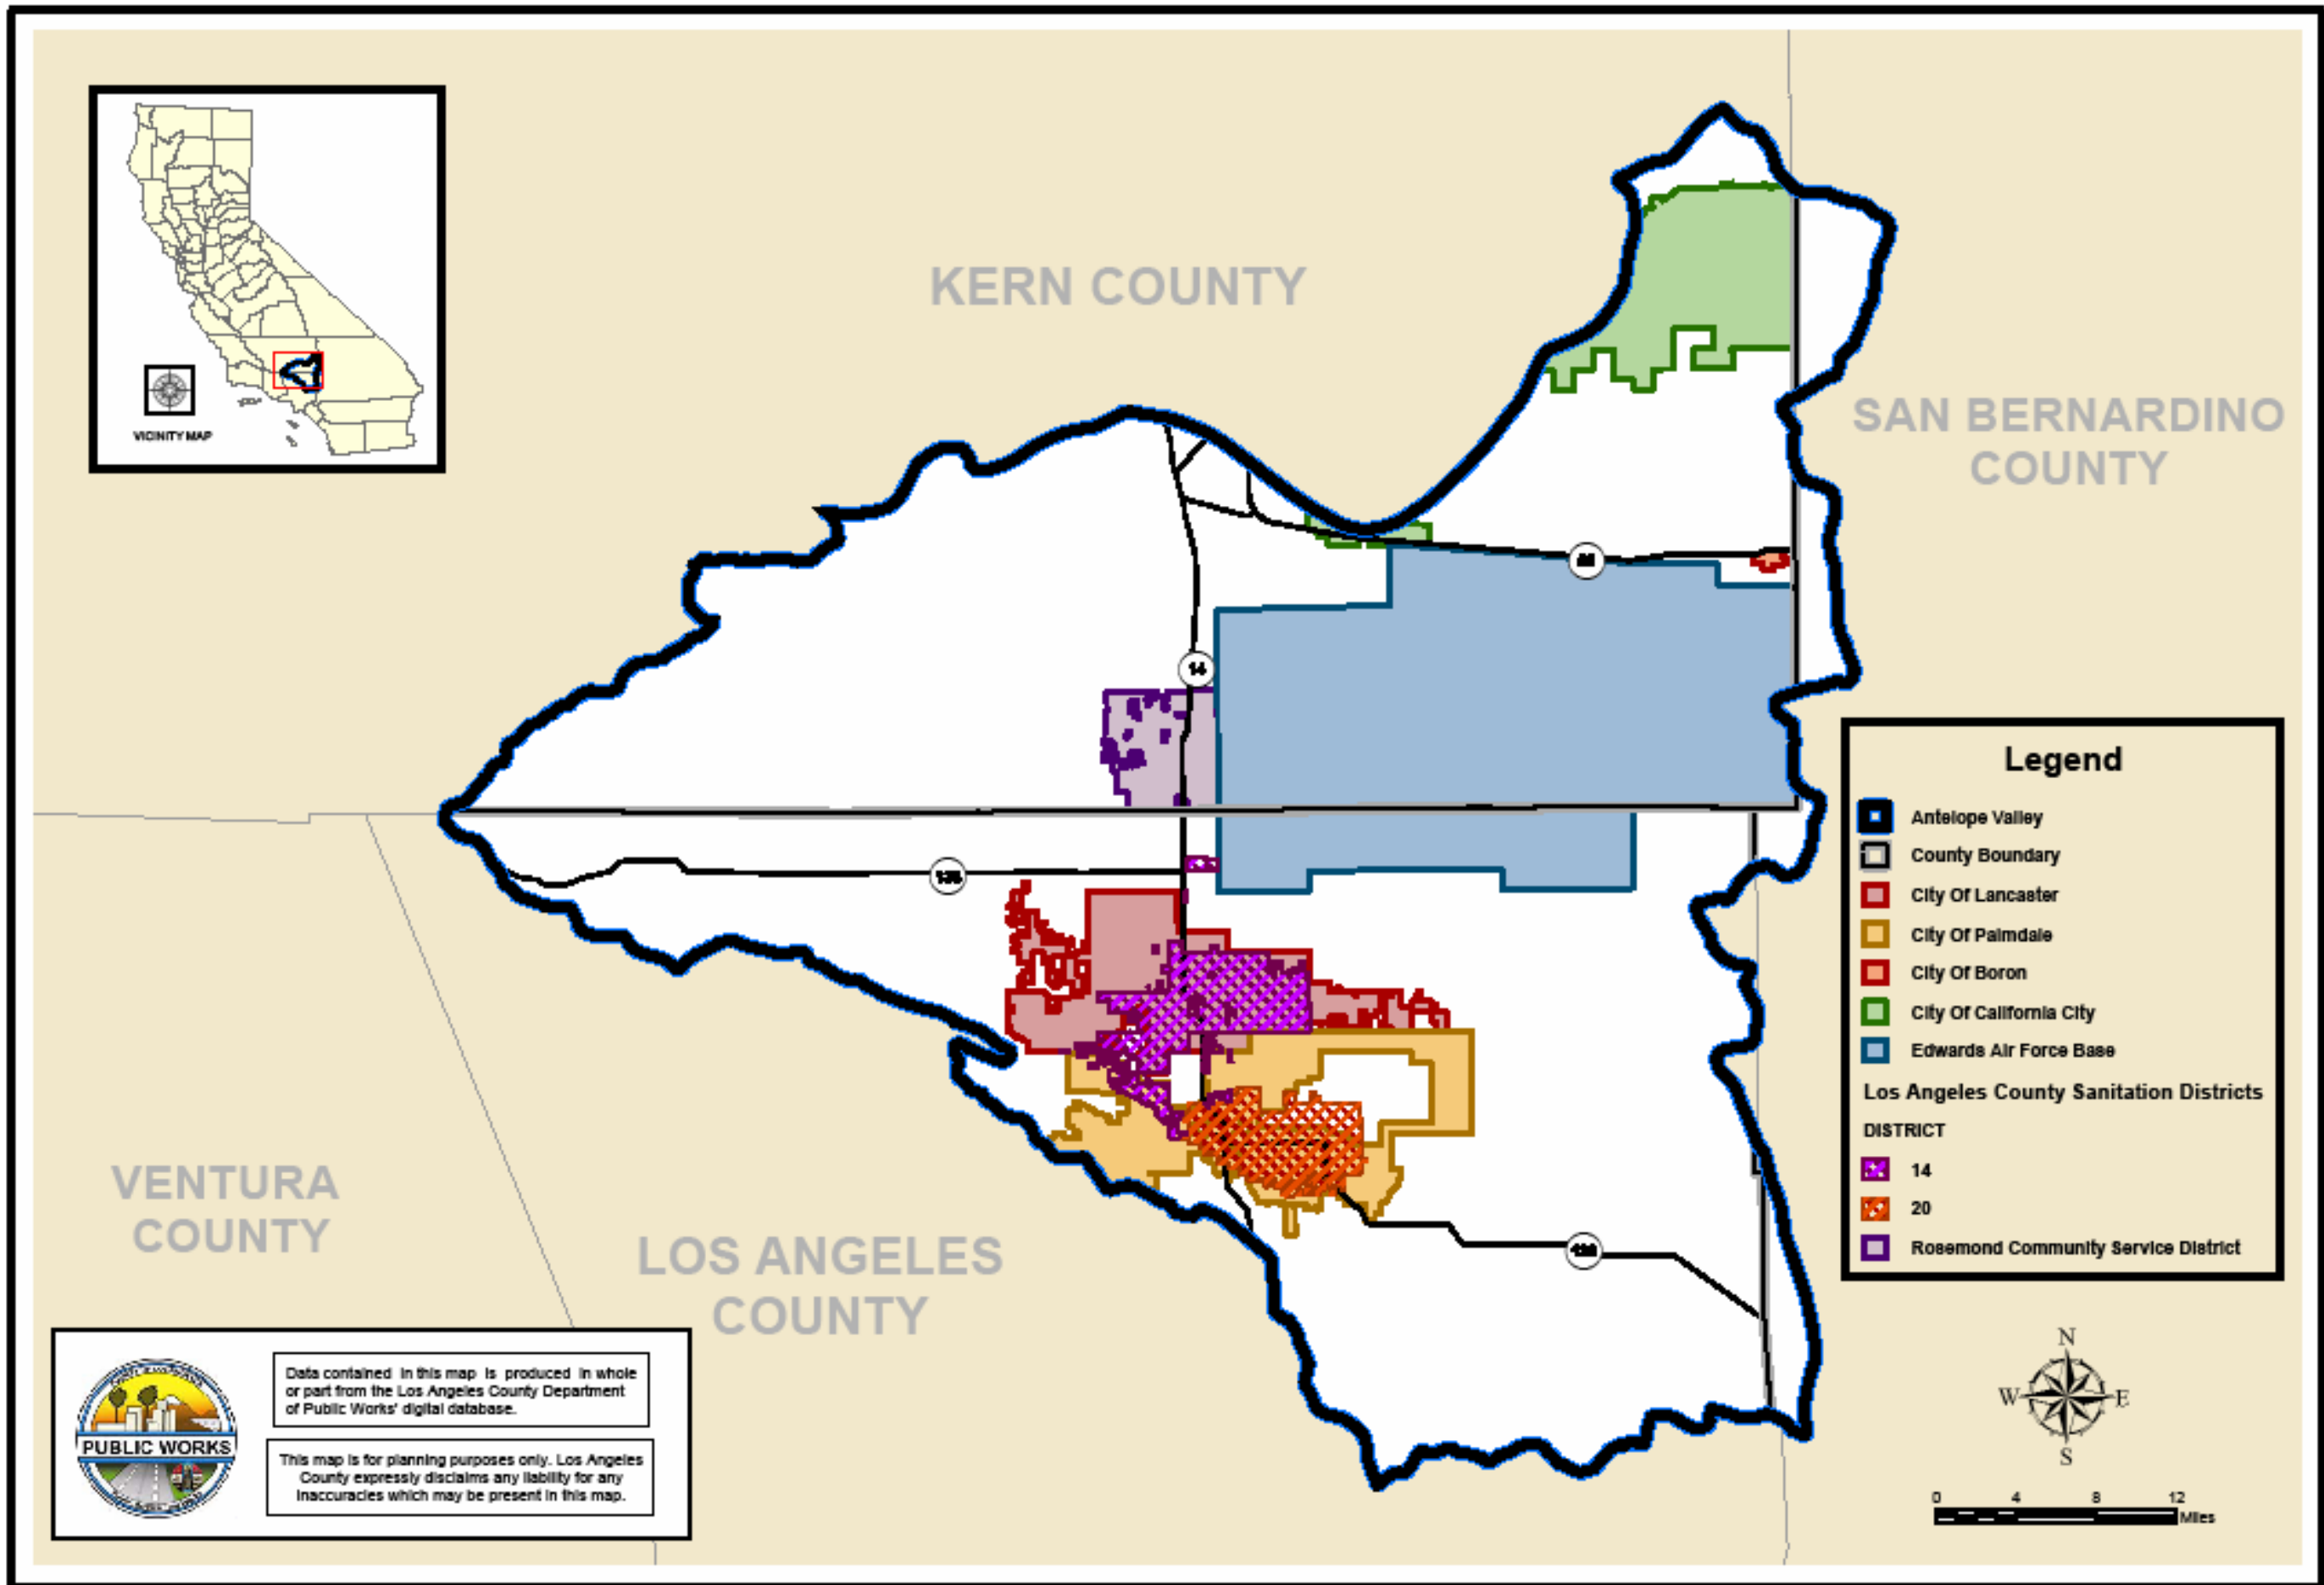 VICINITY MAP
KERN COUNTY
SAN BERNARDINO
COUNTY
14
VENTURA
COUNTY
LOS ANGELES
COUNTY
Legend
Antelope Valley
County Boundary
City Of Lancaster
City Of Palmdale
City Of Boron
City Of California City
Edwards Air Force Base
Los Angeles County Sanitation Districts
DISTRICT
14
20
Rosemond Community Service District
PUBLIC WORKS
Data contained in this map is produced in whole
or part from the Los Angeles County Department
of Public Works' digital database.
This map is for planning purposes only. Los Angeles
County expressly disclaims any liability for any
inaccuracies which may be present in this map.
N
W
E
S
0 4 8 12
Miles